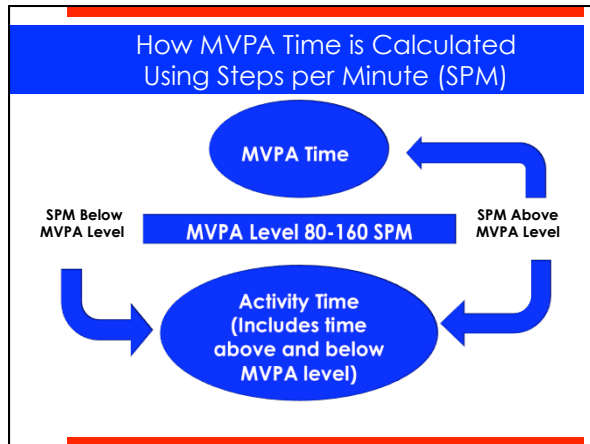 How MVPA Time is Calculated
Using Steps per Minute (SPM)
MVPA Time
SPM Below
MVPA Level
MVPA Level 80-160 SPM
SPM Above
MVPA Level
Activity Time
(Includes time
above and below
MVPA level)